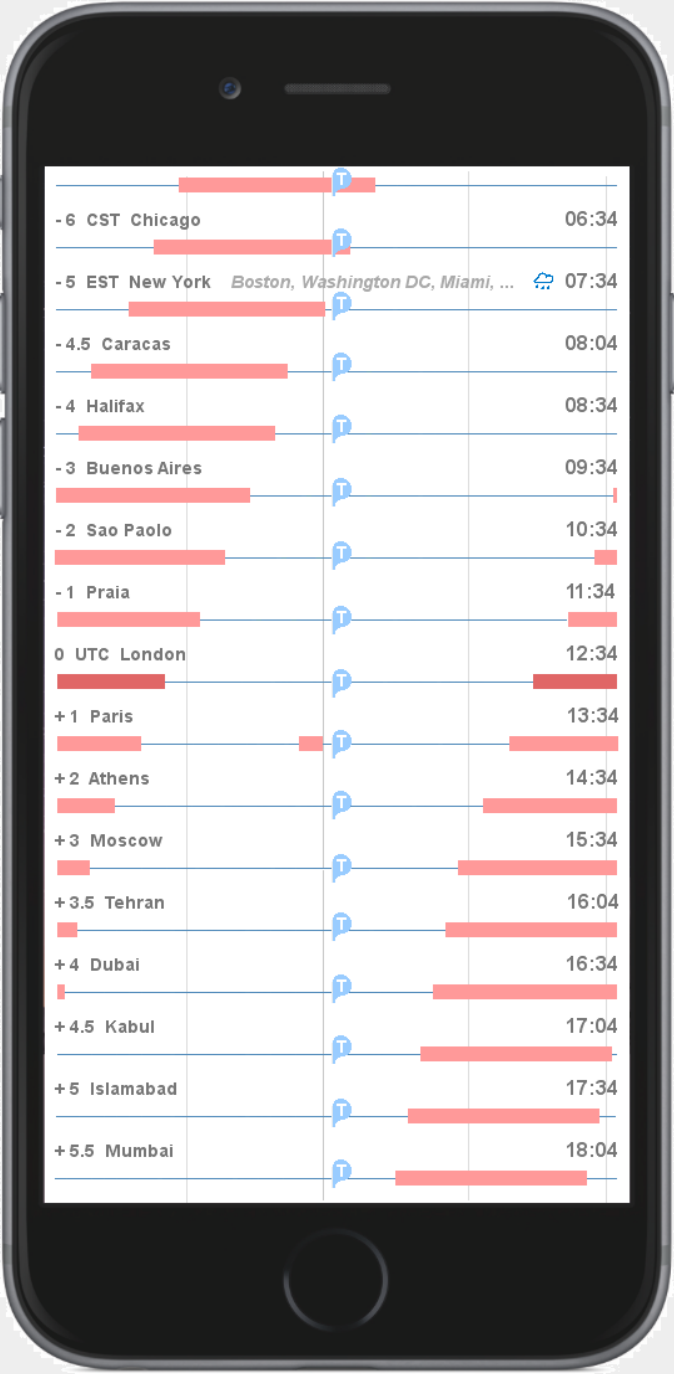 T
- 6 CST Chicago 06:34
T
- 5 EST New York Boston, Washington DC, Miami, ... 07:34
T
- 4.5 Caracas 08:04
T
- 4 Halifax 08:34
T
- 3 Buenos Aires 09:34
T
- 2 Sao Paolo 10:34
T
- 1 Praia 11:34
T
0 UTC London 12:34
T
+ 1 Paris 13:34
T
+ 2 Athens 14:34
T
+ 3 Moscow 15:34
T
+ 3.5 Tehran 16:04
T
+ 4 Dubai 16:34
T
+ 4.5 Kabul 17:04
T
+ 5 Islamabad 17:34
T
+ 5.5 Mumbai 18:04
T